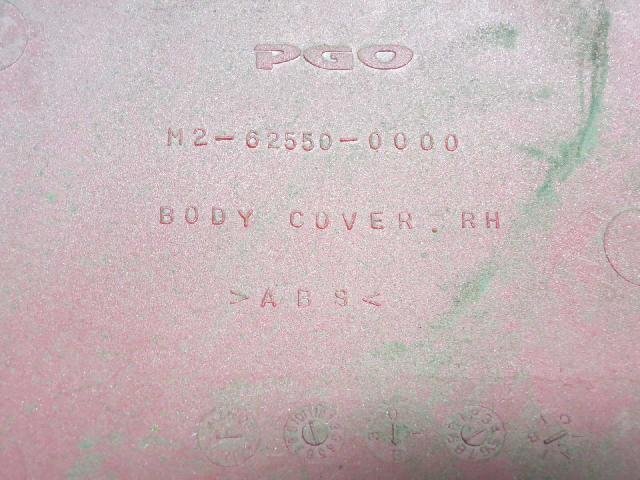 PGO
M2-62550-0000
BODY COVER. RH
>ABS<